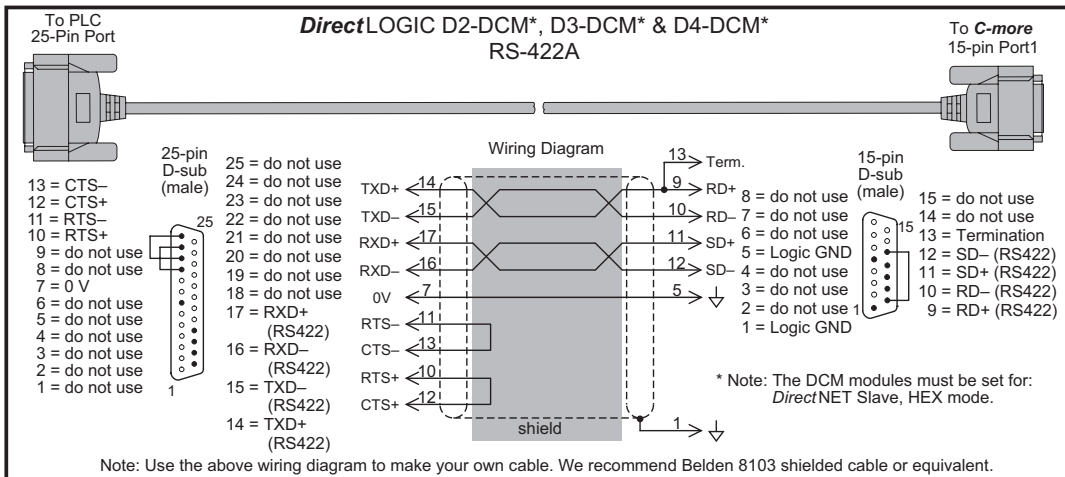 DirectLOGIC D2-DCM*, D3-DCM* & D4-DCM*
RS-422A
To PLC
25-Pin Port
To C-more
15-pin Port1
13 = CTS–
12 = CTS+
11 = RTS–
10 = RTS+
9 = do not use
8 = do not use
7 = 0 V
6 = do not use
5 = do not use
4 = do not use
3 = do not use
2 = do not use
1 = do not use
25-pin
D-sub
(male)
25
1
25 = do not use
24 = do not use
23 = do not use
22 = do not use
21 = do not use
20 = do not use
19 = do not use
18 = do not use
17 = RXD+
(RS422)
16 = RXD–
(RS422)
15 = TXD–
(RS422)
14 = TXD+
(RS422)
Wiring Diagram
13 Term.
TXD+ 14 9 RD+
TXD– 15 10 RD–
RXD+ 17 11 SD+
RXD– 16 12 SD–
0V 7 5
RTS– 11
CTS– 13
RTS+ 10
CTS+ 12
shield 1
8 = do not use
7 = do not use
6 = do not use
5 = Logic GND
4 = do not use
3 = do not use
2 = do not use
1 = Logic GND
15-pin
D-sub
(male)
15
1
15 = do not use
14 = do not use
13 = Termination
12 = SD– (RS422)
11 = SD+ (RS422)
10 = RD– (RS422)
9 = RD+ (RS422)
* Note: The DCM modules must be set for:
DirectNET Slave, HEX mode.
Note: Use the above wiring diagram to make your own cable. We recommend Belden 8103 shielded cable or equivalent.